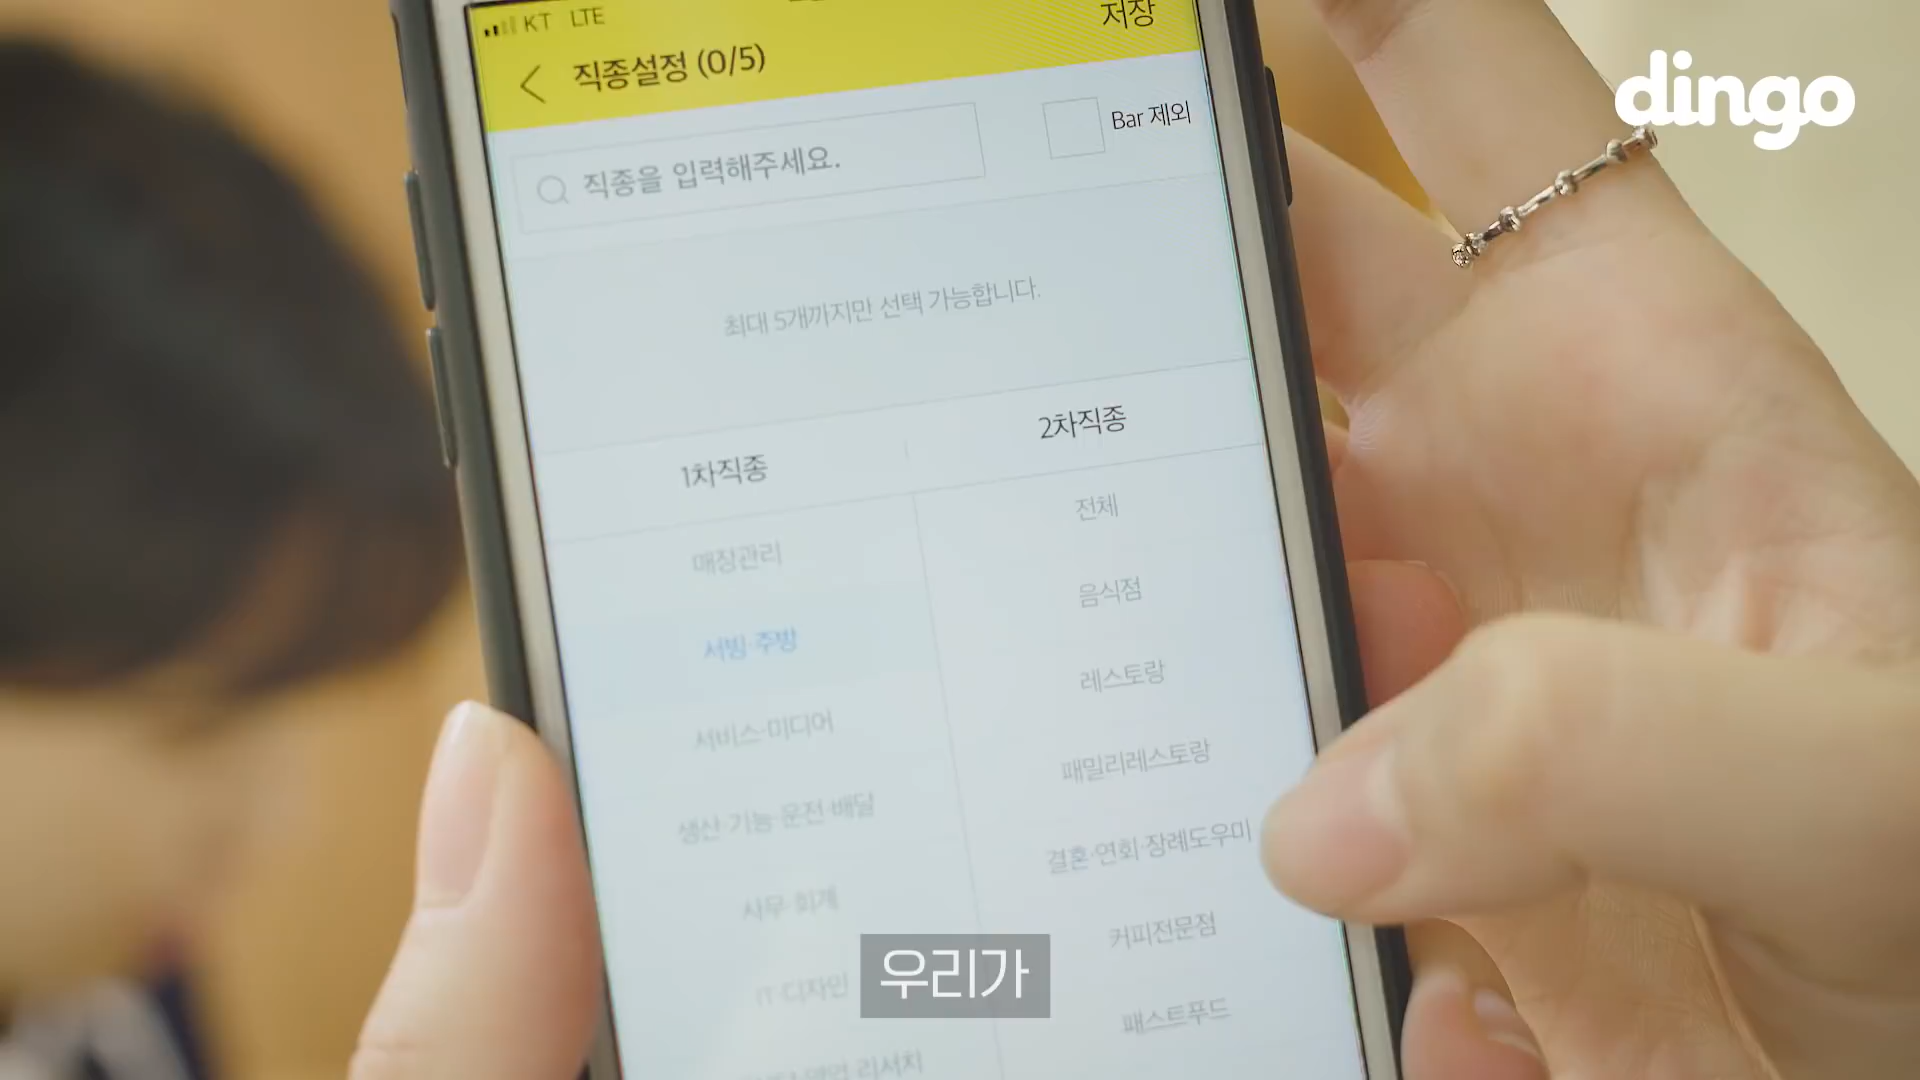 KT LTE
저장
직종설정 (0/5)
dingo
직종을 입력해주세요.
Bar 제외
최대 5개까지만 선택 가능합니다.
1차직종
2차직종
매장관리
전체
서빙·주방
음식점
서비스·미디어
레스토랑
생산·기능·운전·배달
패밀리레스토랑
사무·회계
결혼·연회·장례도우미
IT·디자인
커피전문점
패스트푸드
리서치
우리가